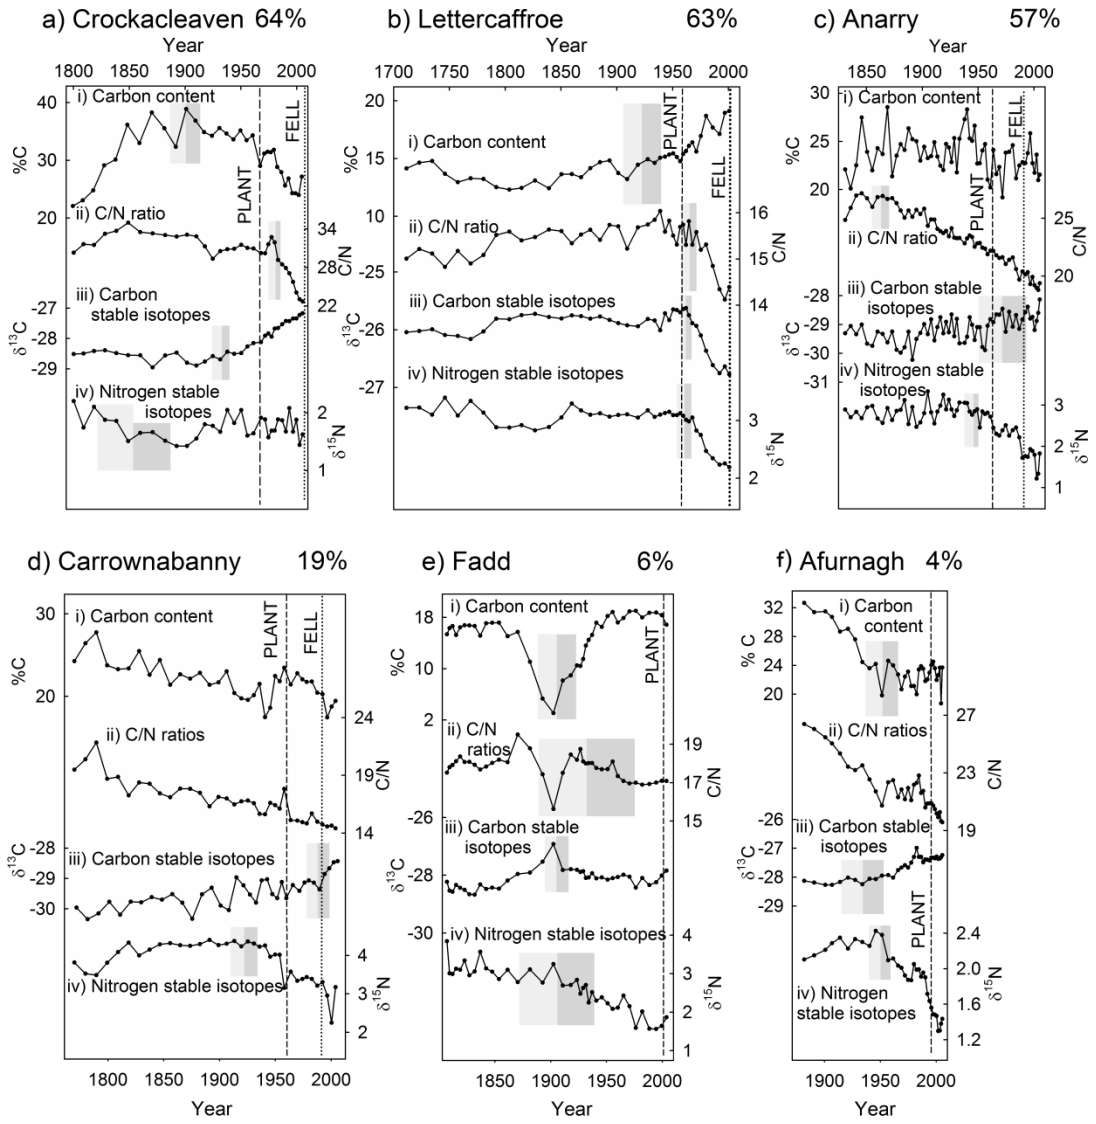 a) Crockacleaven 64%
Year
1800 1850 1900 1950 2000
i) Carbon content
40
30
20
%C
PLANT
FELL
ii) C/N ratio
34
28
22
C/N
iii) Carbon
stable isotopes
-27
-28
-29
δ13C
iv) Nitrogen stable
isotopes
2
1
δ15N
b) Lettercaffroe 63%
Year
1700 1750 1800 1850 1900 1950 2000
20
15
10
%C
i) Carbon content
PLANT
FELL
ii) C/N ratio
16
15
14
C/N
iii) Carbon stable isotopes
-25
-26
-27
δ13C
iv) Nitrogen stable isotopes
3
2
δ15N
c) Anarry 57%
Year
1850 1900 1950 2000
30
25
20
%C
i) Carbon content
PLANT
FELL
ii) C/N ratio
25
20
C/N
iii) Carbon stable
isotopes
-28
-29
-30
-31
δ13C
iv) Nitrogen stable
isotopes
3
2
1
δ15N
d) Carrownabanny 19%
30
20
%C
i) Carbon content
PLANT
FELL
ii) C/N ratios
24
19
14
C/N
-28
-29
-30
δ13C
iii) Carbon stable isotopes
iv) Nitrogen stable isotopes
4
3
2
δ15N
1800 1850 1900 1950 2000
Year
e) Fadd 6%
18
10
2
%C
i) Carbon content
PLANT
ii) C/N
ratios
19
17
15
C/N
-26
-28
-30
δ13C
iii) Carbon stable
isotopes
iv) Nitrogen stable isotopes
4
3
2
1
δ15N
1850 1900 1950 2000
Year
f) Afurnagh 4%
32
28
24
20
% C
i) Carbon
content
ii) C/N ratios
27
23
19
C/N
-26
-27
-28
-29
δ13C
iii) Carbon stable
isotopes
PLANT
iv) Nitrogen
stable isotopes
2.4
2.0
1.6
1.2
δ15N
1900 1950 2000
Year